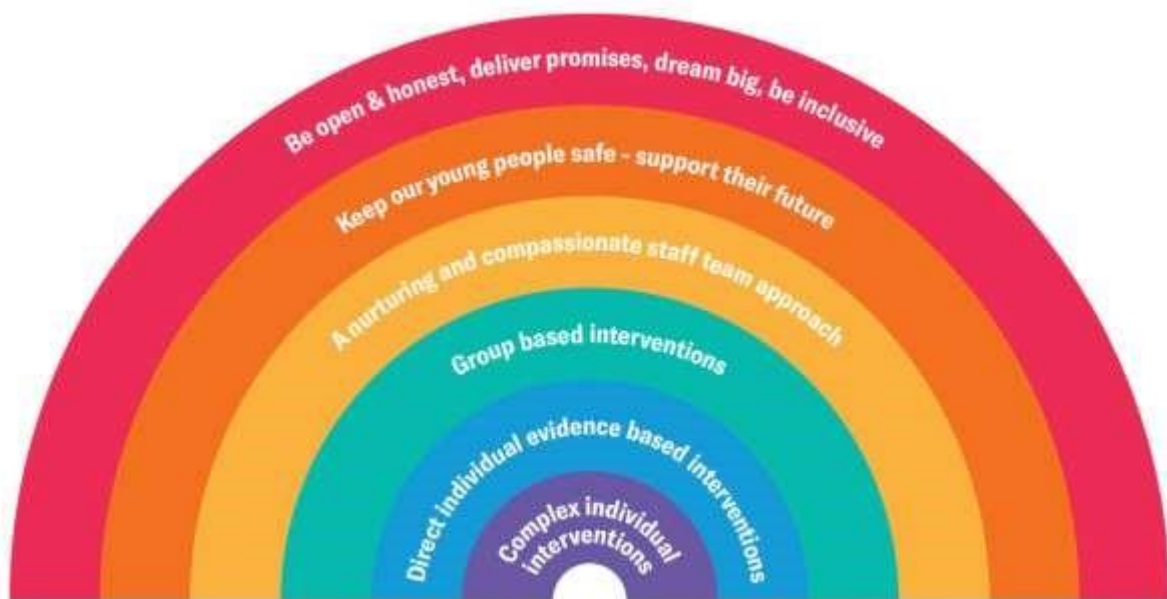 Be open & honest, deliver promises, dream big, be inclusive
Keep our young people safe - support their future
A nurturing and compassionate staff team approach
Group based interventions
Direct individual evidence based interventions
Complex individual
interventions